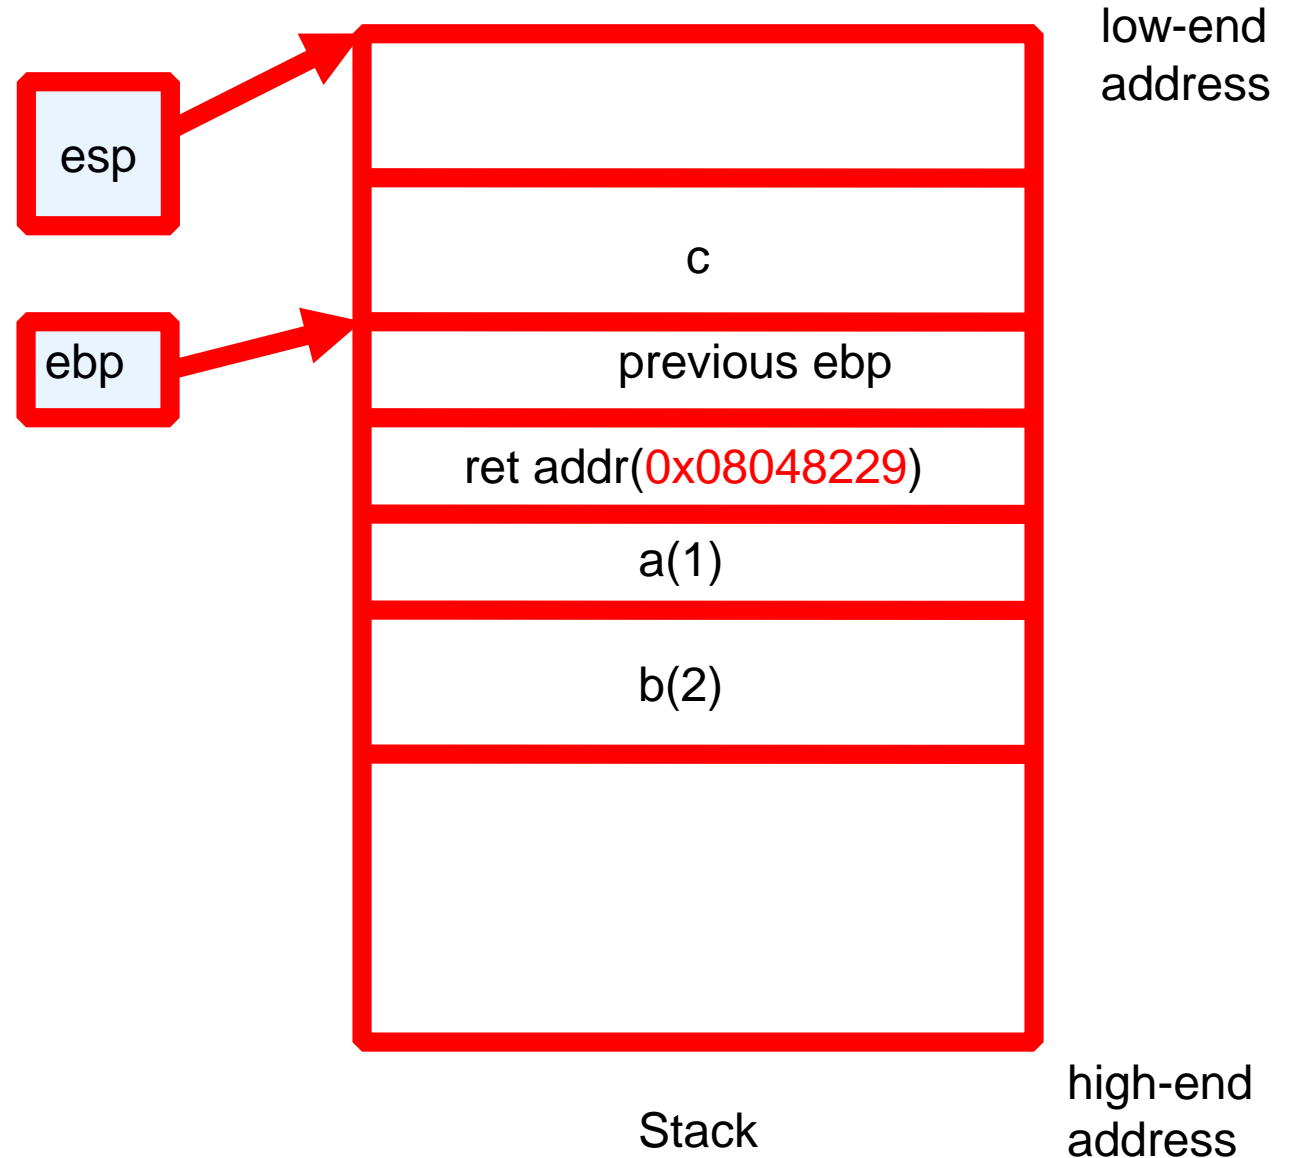 low-end
address
esp
c
ebp
previous ebp
ret addr(0x08048229)
a(1)
b(2)
high-end
address
Stack